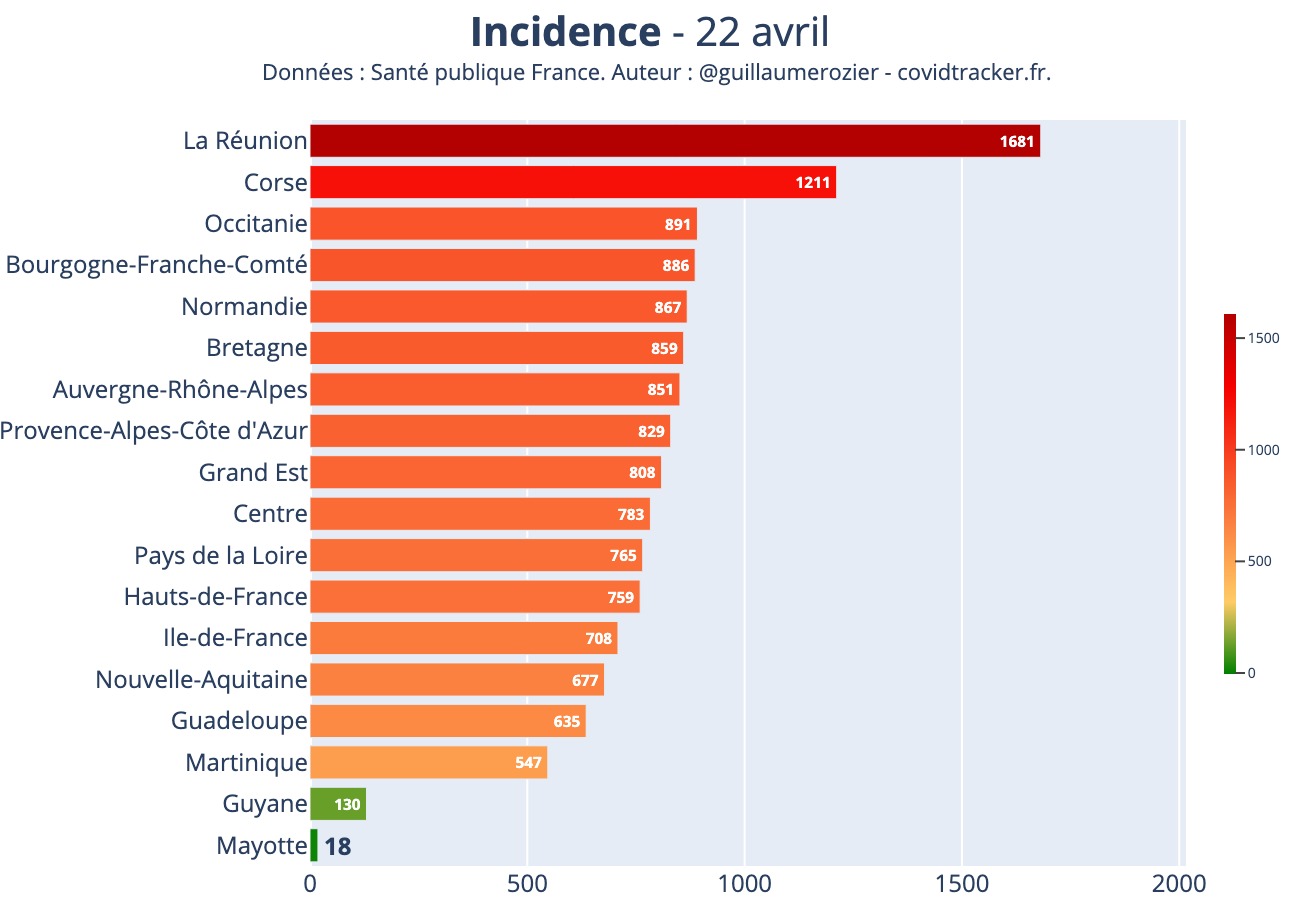 Incidence - 22 avril
Données : Santé publique France. Auteur : @guillaumerozier - covidtracker.fr.
La Réunion 1681
Corse 1211
Occitanie 891
Bourgogne-Franche-Comté 886
Normandie 867
Bretagne 859
Auvergne-Rhône-Alpes 851
Provence-Alpes-Côte d'Azur 829
Grand Est 808
Centre 783
Pays de la Loire 765
Hauts-de-France 759
Ile-de-France 708
Nouvelle-Aquitaine 677
Guadeloupe 635
Martinique 547
Guyane 130
Mayotte 18
0 500 1000 1500 2000
1500
1000
500
0